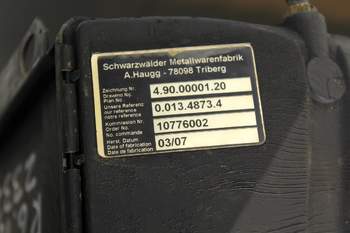 Schwarzwälder Metallwarenfabrik
A.Haugg - 78098 Triberg
Zeichnung Nr.
Drawing No.
Plan No
4.90.00001.20
Unsere Referenz
our reference
notre reference
0.013.4873.4
Kommission Nr.
Order No.
No. commande
10776002
Herst. Datum
Date of fabrication
Date de fabrication
03/07